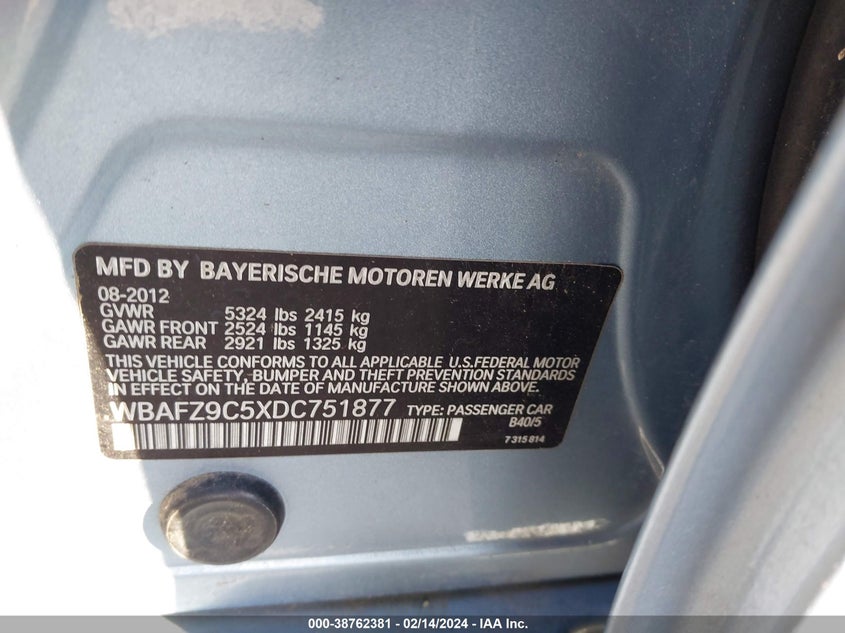 MFD BY BAYERISCHE MOTOREN WERKE AG
08-2012
GVWR 5324 lbs 2415 kg
GAWR FRONT 2524 lbs 1145 kg
GAWR REAR 2921 lbs 1325 kg
THIS VEHICLE CONFORMS TO ALL APPLICABLE U.S.FEDERAL MOTOR
VEHICLE SAFETY, BUMPER AND THEFT PREVENTION STANDARDS
IN EFFECT ON THE DATE OF MANUFACTURE SHOWN ABOVE.
WBAFZ9C5XDC751877 TYPE: PASSENGER CAR
B40/5
7 315 814
000-38762381 - 02/14/2024 - IAA Inc.